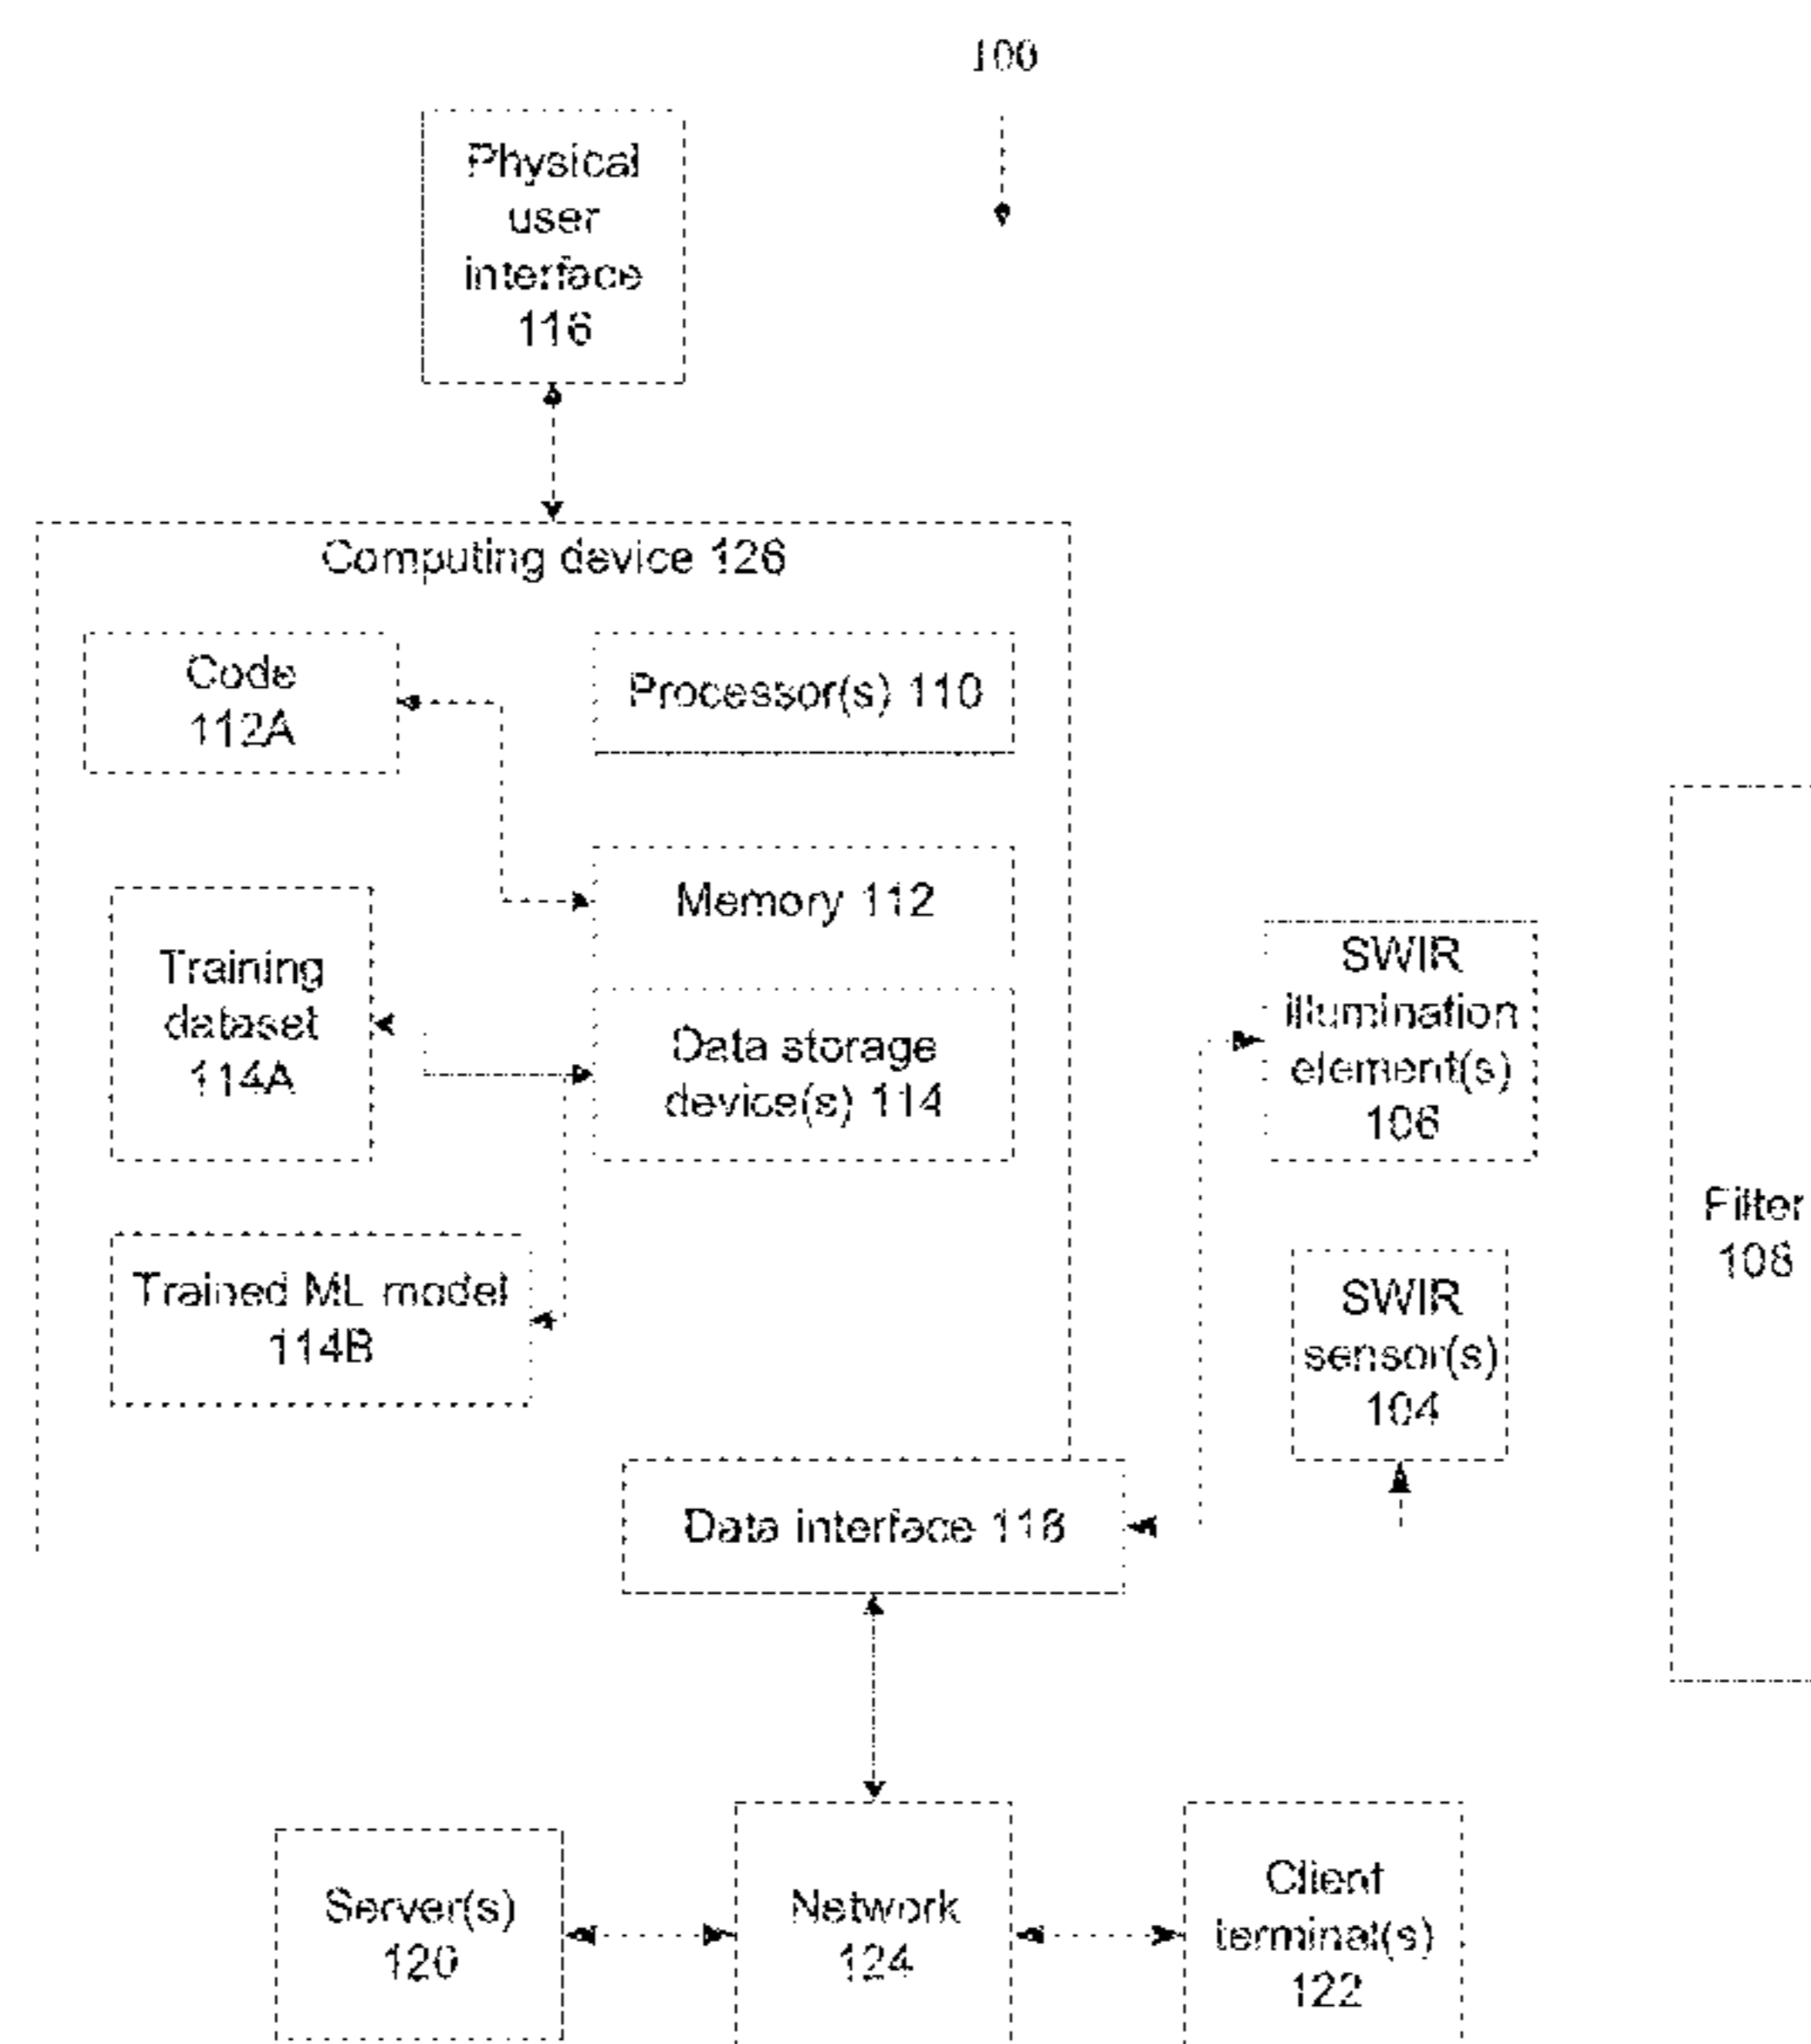 100
Physical
user
interface
116
Computing device 126
Code
112A
Processor(s) 110
Memory 112
Training
dataset
114A
Data storage
device(s) 114
Trained ML model
114B
SWIR
illumination
element(s)
106
SWIR
sensor(s)
104
Filter
108
Data interface 118
Server(s)
120
Network
124
Client
terminal(s)
122